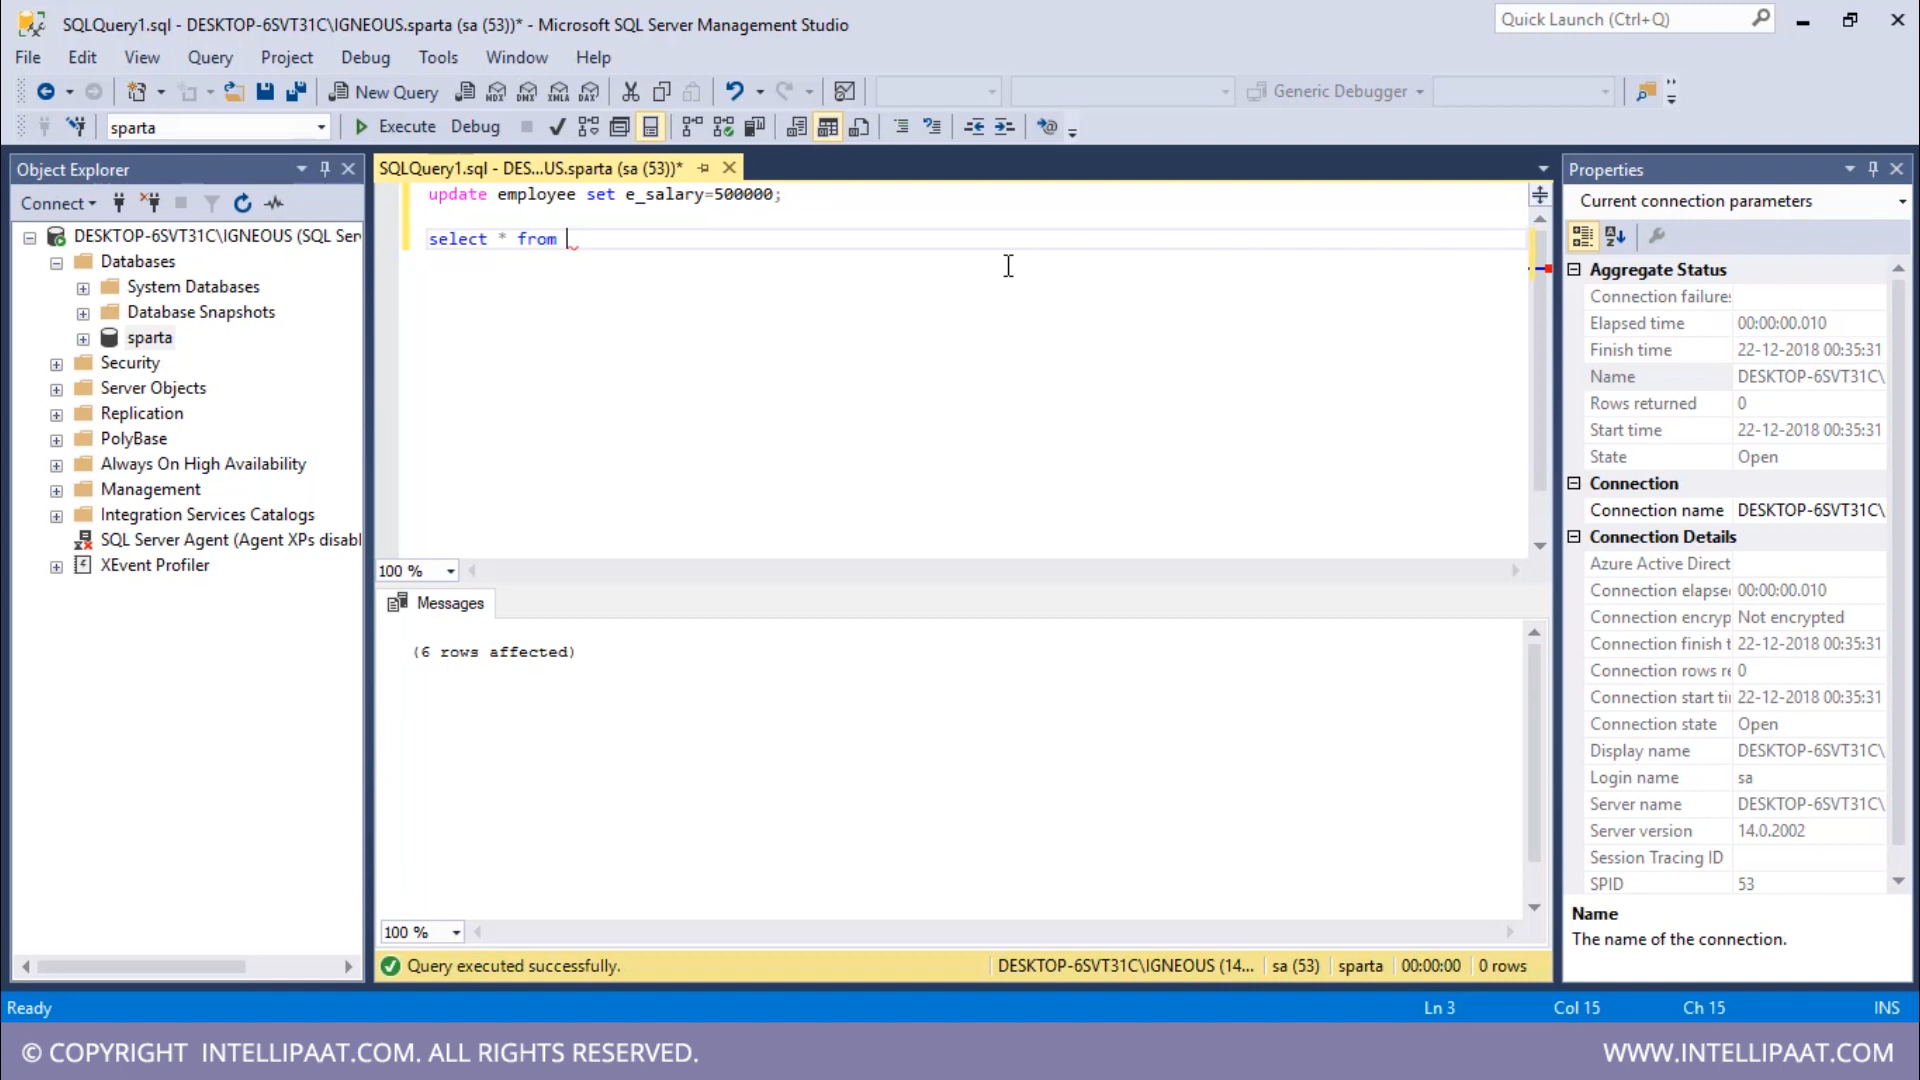 SQLQuery1.sql - DESKTOP-6SVT31C\IGNEOUS.sparta (sa (53))* - Microsoft SQL Server Management Studio
Quick Launch (Ctrl+Q)
File Edit View Query Project Debug Tools Window Help
New Query MDX DMX XMLA DAX Generic Debugger
sparta Execute Debug
Object Explorer
Connect
DESKTOP-6SVT31C\IGNEOUS (SQL Ser
Databases
System Databases
Database Snapshots
sparta
Security
Server Objects
Replication
PolyBase
Always On High Availability
Management
Integration Services Catalogs
SQL Server Agent (Agent XPs disabl
XEvent Profiler
SQLQuery1.sql - DES...US.sparta (sa (53))*
update employee set e_salary=500000;
select * from
100 %
Messages
(6 rows affected)
100 %
Query executed successfully. DESKTOP-6SVT31C\IGNEOUS (14... sa (53) sparta 00:00:00 0 rows
Properties
Current connection parameters
Aggregate Status
Connection failure
Elapsed time 00:00:00.010
Finish time 22-12-2018 00:35:31
Name DESKTOP-6SVT31C\
Rows returned 0
Start time 22-12-2018 00:35:31
State Open
Connection
Connection name DESKTOP-6SVT31C\
Connection Details
Azure Active Direct
Connection elapse 00:00:00.010
Connection encryp Not encrypted
Connection finish t 22-12-2018 00:35:31
Connection rows re 0
Connection start ti 22-12-2018 00:35:31
Connection state Open
Display name DESKTOP-6SVT31C\
Login name sa
Server name DESKTOP-6SVT31C\
Server version 14.0.2002
Session Tracing ID
SPID 53
Name
The name of the connection.
Ready Ln 3 Col 15 Ch 15 INS
© COPYRIGHT INTELLIPAAT.COM. ALL RIGHTS RESERVED. WWW.INTELLIPAAT.COM